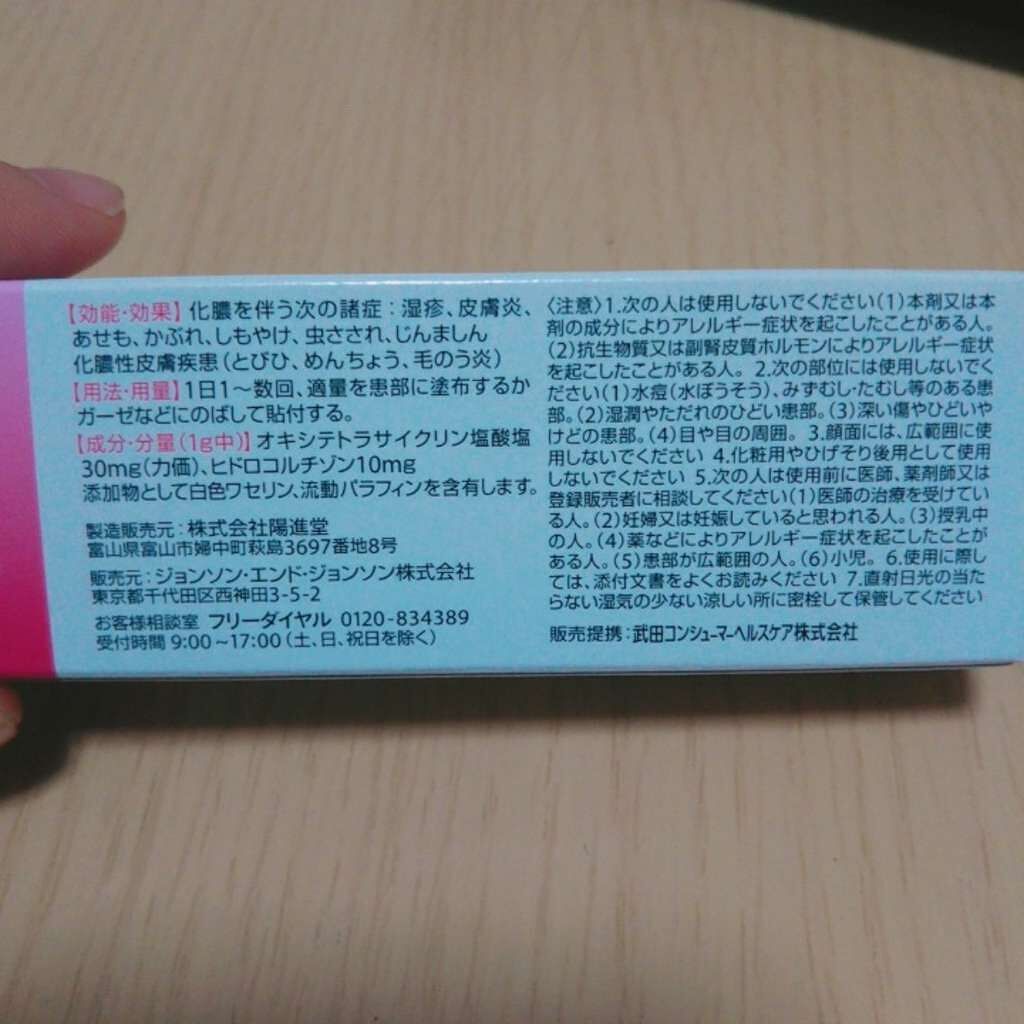 【効能・効果】化膿を伴う次の諸症：湿疹、皮膚炎、
あせも、かぶれ、しもやけ、虫さされ、じんましん
化膿性皮膚疾患（とびひ、めんちょう、毛のう炎）
【用法・用量】1日1～数回、適量を患部に塗布するか
ガーゼなどにのばして貼付する。
【成分・分量（1g中）】オキシテトラサイクリン塩酸塩
30mg（力価）、ヒドロコルチゾン10mg
添加物として白色ワセリン、流動パラフィンを含有します。
製造販売元：株式会社陽進堂
富山県富山市婦中町萩島3697番地8号
販売元：ジョンソン・エンド・ジョンソン株式会社
東京都千代田区西神田3-5-2
お客様相談室 フリーダイヤル 0120-834389
受付時間 9:00～17:00（土、日、祝日を除く）
〈注意〉1.次の人は使用しないでください（1）本剤又は本
剤の成分によりアレルギー症状を起こしたことがある人。
（2）抗生物質又は副腎皮質ホルモンによりアレルギー症状
を起こしたことがある人。2.次の部位には使用しないでく
ださい（1）水痘（水ぼうそう）、みずむし・たむし等のある患
部。（2）湿潤やただれのひどい患部。（3）深い傷やひどいや
けどの患部。（4）目や目の周囲。3.顔面には、広範囲に使
用しないでください 4.化粧用やひげそり後用として使用
しないでください 5.次の人は使用前に医師、薬剤師又は
登録販売者に相談してください（1）医師の治療を受けてい
る人。（2）妊婦又は妊娠していると思われる人。（3）授乳中
の人。（4）薬などによりアレルギー症状を起こしたことが
ある人。（5）患部が広範囲の人。（6）小児。6.使用に際し
ては、添付文書をよくお読みください 7.直射日光の当た
らない湿気の少ない涼しい所に密栓して保管してください
販売提携：武田コンシューマーヘルスケア株式会社